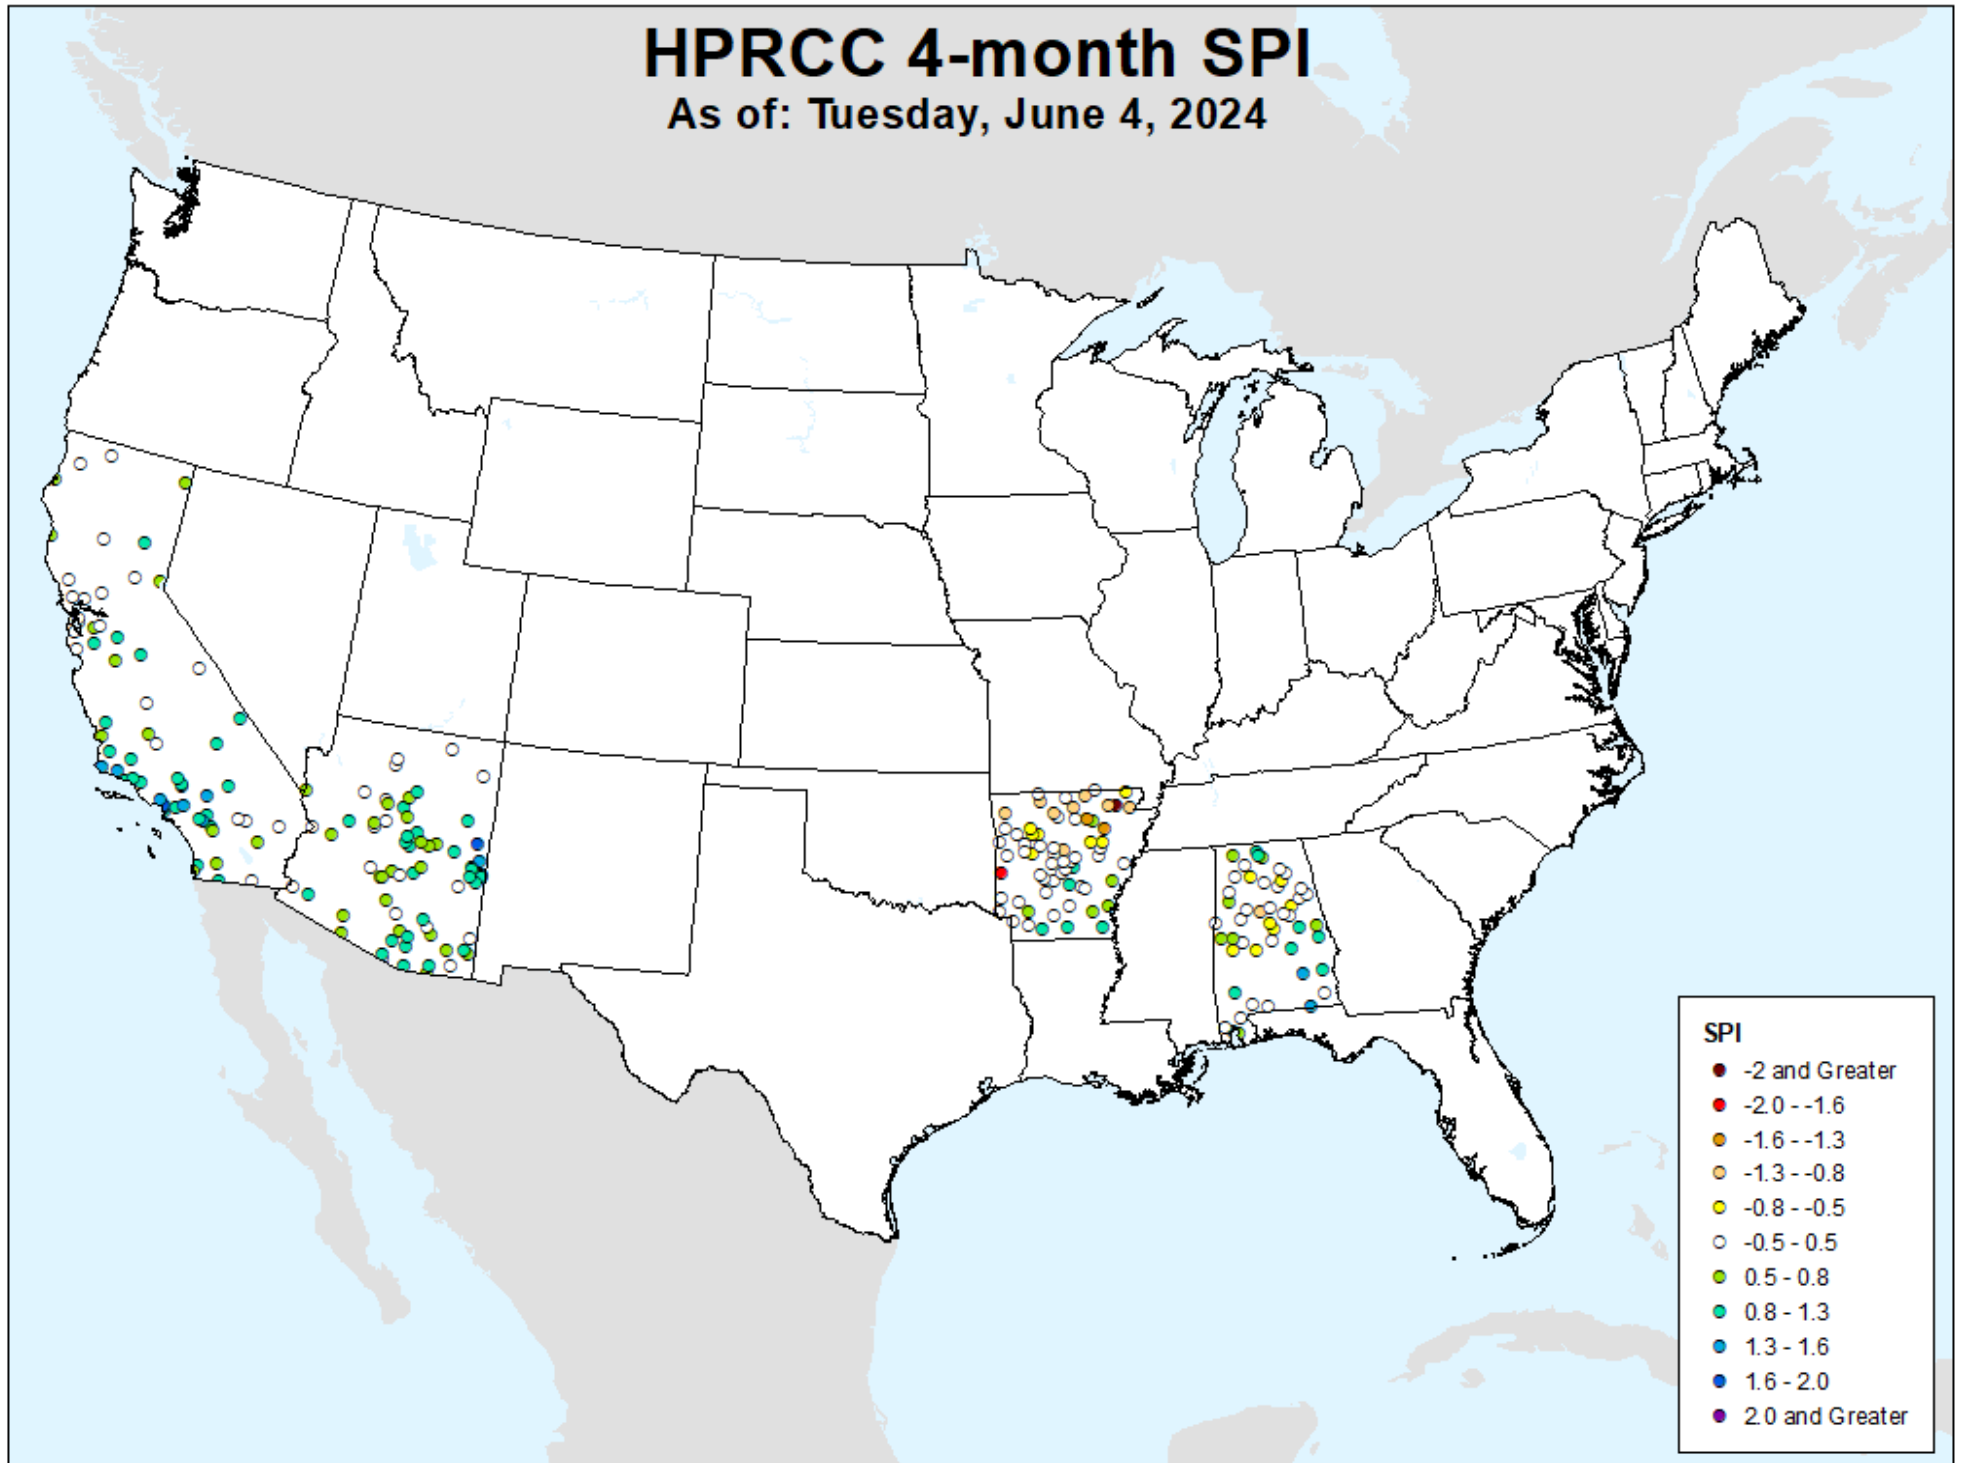 HPRCC 4-month SPI
As of: Tuesday, June 4, 2024
SPI
-2 and Greater
-2.0 - -1.6
-1.6 - -1.3
-1.3 - -0.8
-0.8 - -0.5
-0.5 - 0.5
0.5 - 0.8
0.8 - 1.3
1.3 - 1.6
1.6 - 2.0
2.0 and Greater